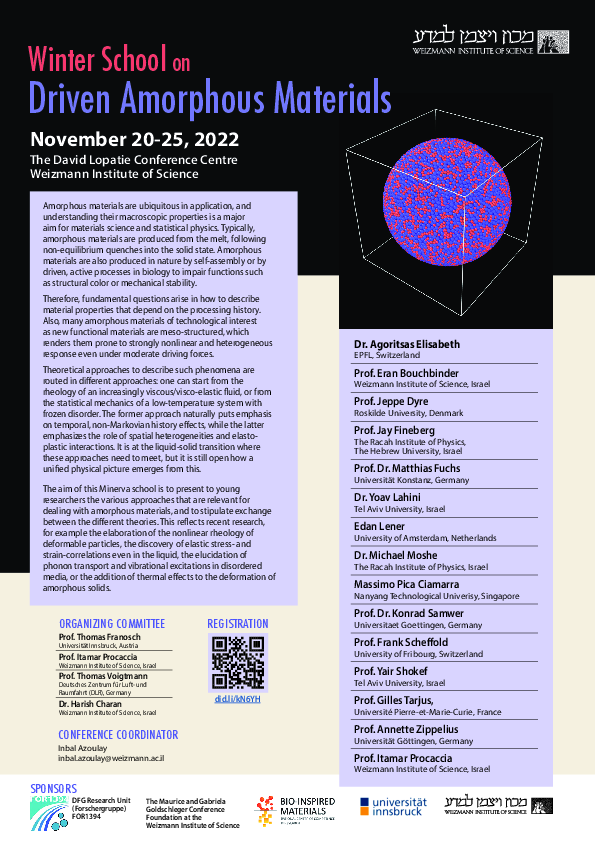 מכון ויצמן למדע
WEIZMANN INSTITUTE OF SCIENCE
Winter School on
Driven Amorphous Materials
November 20-25, 2022
The David Lopatie Conference Centre
Weizmann Institute of Science
Amorphous materials are ubiquitous in application, and
understanding their macroscopic properties is a major
aim for materials science and statistical physics. Typically,
amorphous materials are produced from the melt, following
non-equilibrium quenches into the solid state. Amorphous
materials are also produced in nature by self-assembly or by
driven, active processes in biology to impair functions such
as structural color or mechanical stability.
Therefore, fundamental questions arise in how to describe
material properties that depend on the processing history.
Also, many amorphous materials of technological interest
as new functional materials are meso-structured, which
renders them prone to strongly nonlinear and heterogeneous
response even under moderate driving forces.
Theoretical approaches to describe such phenomena are
routed in different approaches: one can start from the
rheology of an increasingly viscous/visco-elastic fluid, or from
the statistical mechanics of a low-temperature system with
frozen disorder. The former approach naturally puts emphasis
on temporal, non-Markovian history effects, while the latter
emphasizes the role of spatial heterogeneities and elasto-
plastic interactions. It is at the liquid-solid transition where
these approaches need to meet, but it is still open how a
unified physical picture emerges from this.
The aim of this Minerva school is to present to young
researchers the various approaches that are relevant for
dealing with amorphous materials, and to stipulate exchange
between the different theories. This reflects recent research,
for example the elaboration of the nonlinear rheology of
deformable particles, the discovery of elastic stress- and
strain-correlations even in the liquid, the elucidation of
phonon transport and vibrational excitations in disordered
media, or the addition of thermal effects to the deformation of
amorphous solids.
Dr. Agoritsas Elisabeth
EPFL, Switzerland
Prof. Eran Bouchbinder
Weizmann Institute of Science, Israel
Prof. Jeppe Dyre
Roskilde University, Denmark
Prof. Jay Fineberg
The Racah Institute of Physics,
The Hebrew University, Israel
Prof. Dr. Matthias Fuchs
Universität Konstanz, Germany
Dr. Yoav Lahini
Tel Aviv University, Israel
Edan Lener
University of Amsterdam, Netherlands
Dr. Michael Moshe
The Racah Institute of Physics, Israel
Massimo Pica Ciamarra
Nanyang Technological Univerisy, Singapore
Prof. Dr. Konrad Samwer
Universitaet Goettingen, Germany
Prof. Frank Scheffold
University of Fribourg, Switzerland
Prof. Yair Shokef
Tel Aviv University, Israel
Prof. Gilles Tarjus,
Université Pierre-et-Marie-Curie, France
Prof. Annette Zippelius
Universität Göttingen, Germany
Prof. Itamar Procaccia
Weizmann Institute of Science, Israel
ORGANIZING COMMITTEE
Prof. Thomas Franosch
Universität Innsbruck, Austria
Prof. Itamar Procaccia
Weizmann Institute of Science, Israel
Prof. Thomas Voigtmann
Deutsches Zentrum für Luft- und
Raumfahrt (DLR), Germany
Dr. Harish Charan
Weizmann Institute of Science, Israel
REGISTRATION
did.li/kN6YH
CONFERENCE COORDINATOR
Inbal Azoulay
inbal.azoulay@weizmann.ac.il
SPONSORS
FOR1394
DFG Research Unit
(Forschergruppe)
FOR1394
The Maurice and Gabriela
Goldschleger Conference
Foundation at the
Weizmann Institute of Science
BIO-INSPIRED
MATERIALS
NATIONAL CENTER OF COMPETENCE
IN RESEARCH
universität
innsbruck
מכון ויצמן למדע
WEIZMANN INSTITUTE OF SCIENCE